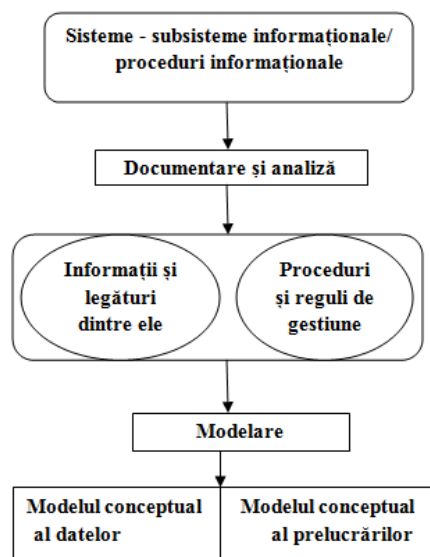 Sisteme - subsisteme informaționale/
proceduri informaționale
Documentare și analiză
Informații și
legături
dintre ele
Proceduri
și reguli de
gestiune
Modelare
Modelul conceptual
al datelor
Modelul conceptual
al prelucrărilor